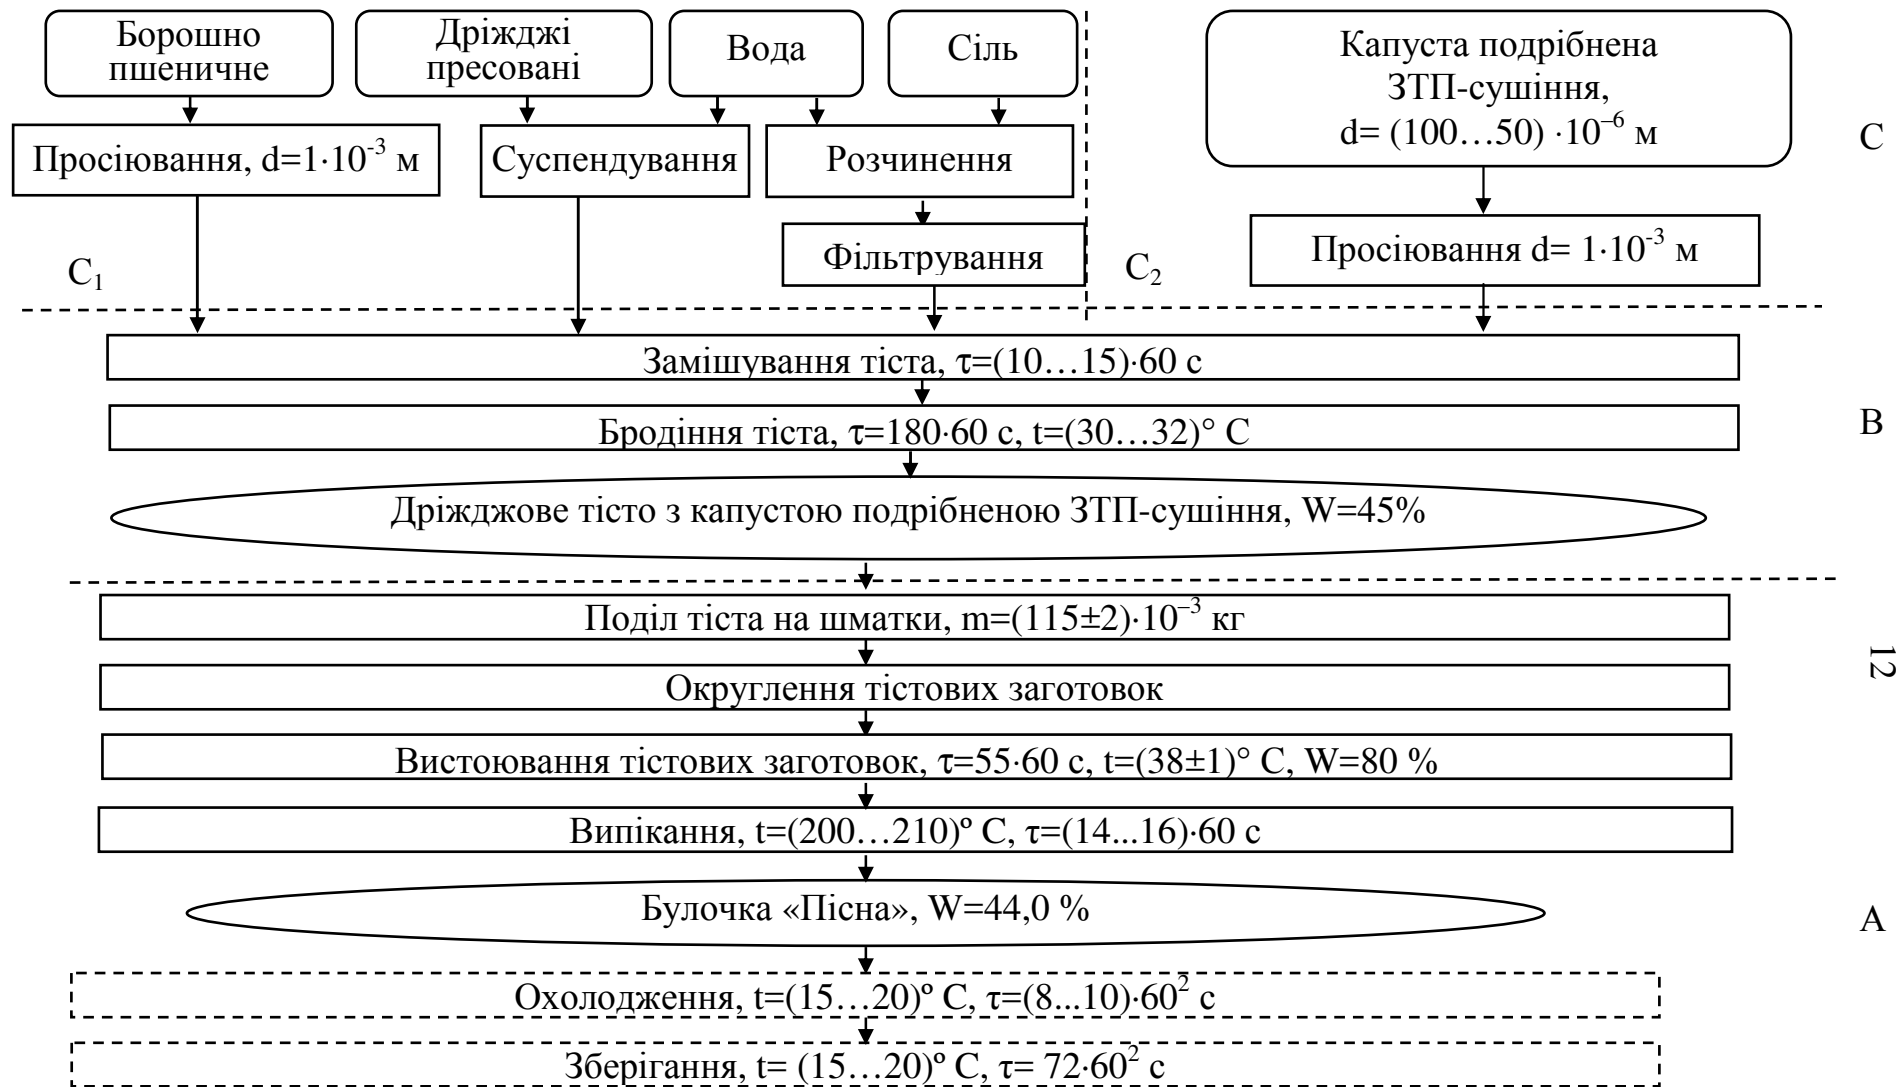 Борошно
пшеничне
Дріжджі
пресовані
Вода
Сіль
Капуста подрібнена
ЗТП-сушіння,
d= (100…50) ·10⁻⁶ м
С
Просіювання, d=1·10⁻³ м
Суспендування
Розчинення
Фільтрування
Просіювання d= 1·10⁻³ м
С₁
С₂
Замішування тіста, τ=(10…15)·60 с
Бродіння тіста, τ=180·60 с, t=(30…32)° С
В
Дріжджове тісто з капустою подрібненою ЗТП-сушіння, W=45%
Поділ тіста на шматки, m=(115±2)·10⁻³ кг
12
Округлення тістових заготовок
Вистоювання тістових заготовок, τ=55·60 с, t=(38±1)° С, W=80 %
Випікання, t=(200…210)º С, τ=(14...16)·60 с
Булочка «Пісна», W=44,0 %
А
Охолодження, t=(15…20)º С, τ=(8...10)·60² с
Зберігання, t= (15…20)º С, τ= 72·60² с